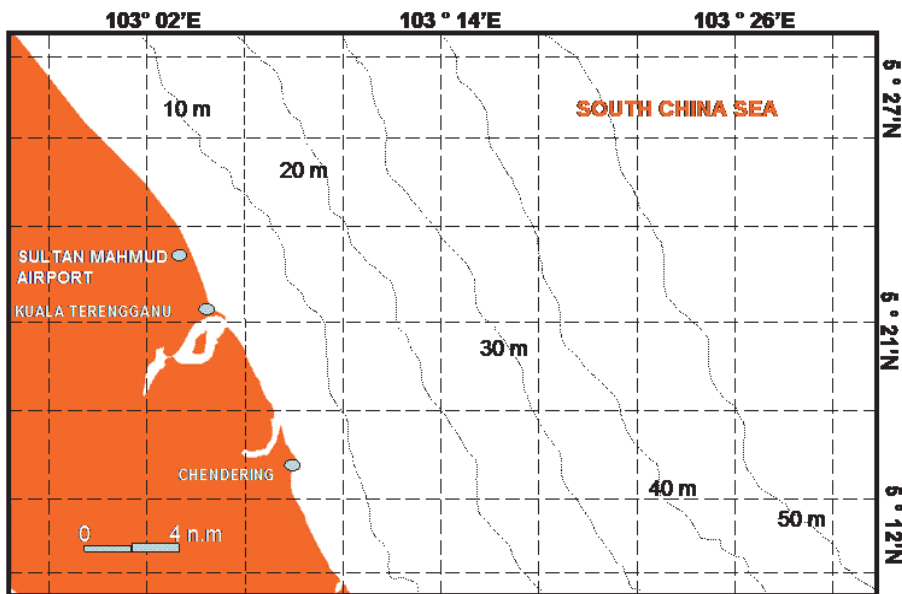 103 ° 02'E
103 ° 14'E
103 ° 26'E
10 m
SOUTH CHINA SEA
5 ° 27'N
20 m
SULTAN MAHMUD
AIRPORT
KUALA TERENGGANU
30 m
5 ° 21'N
CHENDERING
40 m
50 m
5 ° 12'N
0 4 n.m